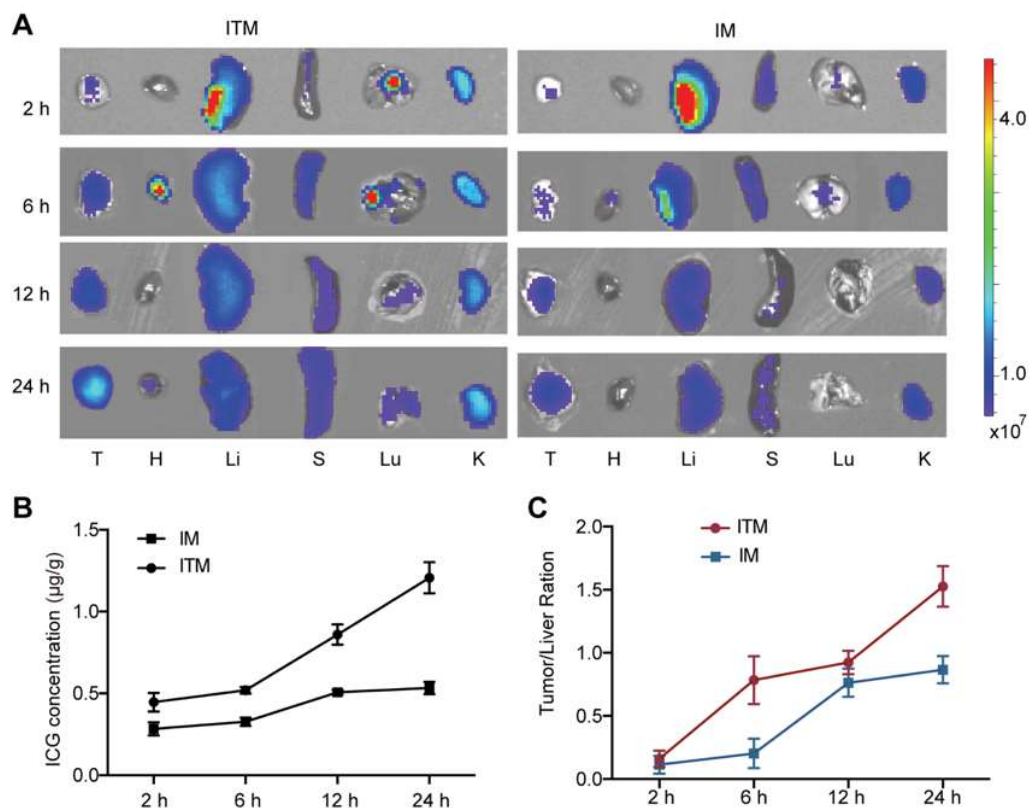 A
ITM
IM
2 h
6 h
12 h
24 h
T H Li S Lu K
T H Li S Lu K
4.0
1.0
x10⁷
B
ICG concentration (μg/g)
1.5
1.0
0.5
0.0
IM
ITM
2 h 6 h 12 h 24 h
C
Tumor/Liver Ration
2.0
1.5
1.0
0.5
0.0
ITM
IM
2 h 6 h 12 h 24 h